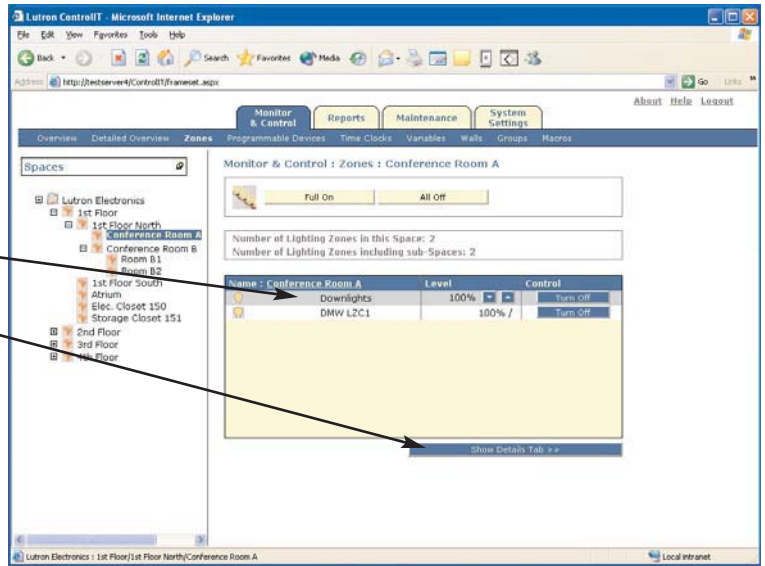 Lutron ControlIT - Microsoft Internet Explorer
File Edit View Favorites Tools Help
Back Search Favorites Media
Address http://testserver4/ControlIT/frameset.aspx Go Links »
About Help Logout
Monitor & Control Reports Maintenance System Settings
Overview Detailed Overview Zones Programmable Devices Time Clocks Variables Walls Groups Macros
Spaces
Lutron Electronics
1st Floor
1st Floor North
Conference Room A
Conference Room B
Room B1
Room B2
1st Floor South
Atrium
Elec. Closet 150
Storage Closet 151
2nd Floor
3rd Floor
4th Floor
Monitor & Control : Zones : Conference Room A
Full On All Off
Number of Lighting Zones in this Space: 2
Number of Lighting Zones including sub-Spaces: 2
Name : Conference Room A Level Control
Downlights 100% Turn Off
DMW LZC1 100% / Turn Off
Show Details Tab >>
Lutron Electronics : 1st Floor/1st Floor North/Conference Room A Local intranet